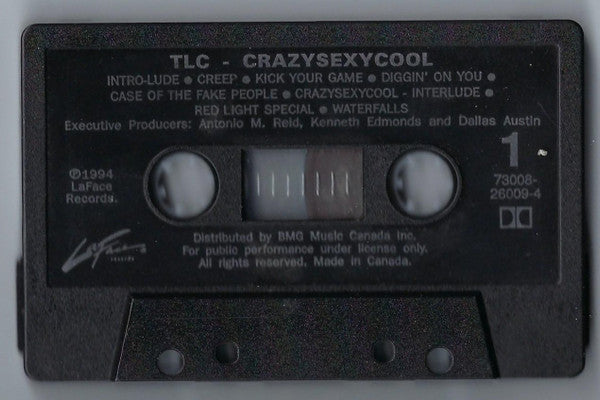 TLC - CRAZYSEXYCOOL
INTRO-LUDE • CREEP • KICK YOUR GAME • DIGGIN' ON YOU •
CASE OF THE FAKE PEOPLE • CRAZYSEXYCOOL - INTERLUDE •
RED LIGHT SPECIAL • WATERFALLS
Executive Producers: Antonio M. Reid, Kenneth Edmonds and Dallas Austin
℗1994
LaFace
Records.
1
73008-
26009-4
LaFace
RECORDS
Distributed by BMG Music Canada Inc.
For public performance under license only.
All rights reserved. Made in Canada.